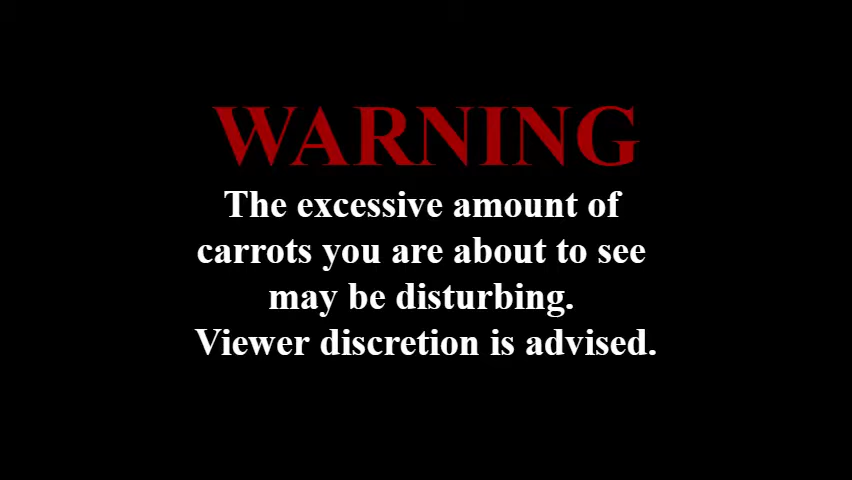 WARNING
The excessive amount of
carrots you are about to see
may be disturbing.
Viewer discretion is advised.